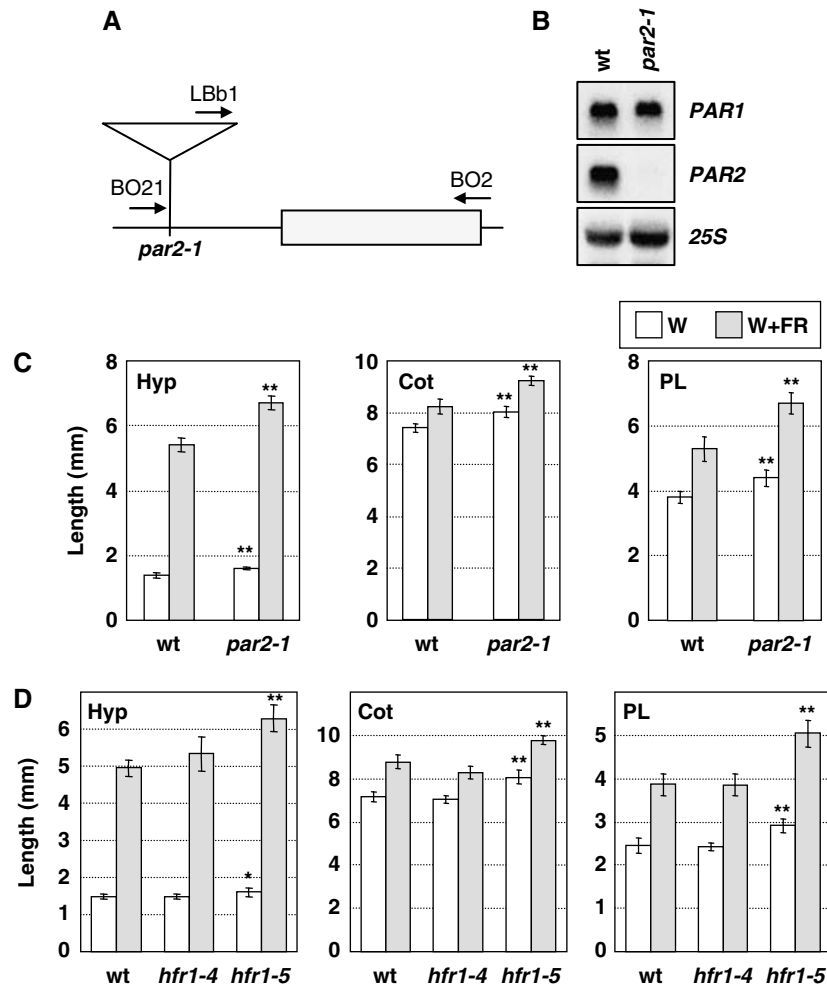 A
LBb1
BO21
BO2
par2-1
B
wt
par2-1
PAR1
PAR2
25S
W
W+FR
C
Length (mm)
Hyp
8
6
4
2
0
**
**
wt
par2-1
Cot
10
8
6
4
2
0
**
**
wt
par2-1
PL
8
6
4
2
0
**
**
wt
par2-1
D
Length (mm)
Hyp
6
5
4
3
2
1
0
*
**
wt
hfr1-4
hfr1-5
Cot
10
8
6
4
2
0
**
**
wt
hfr1-4
hfr1-5
PL
5
4
3
2
1
0
**
**
wt
hfr1-4
hfr1-5